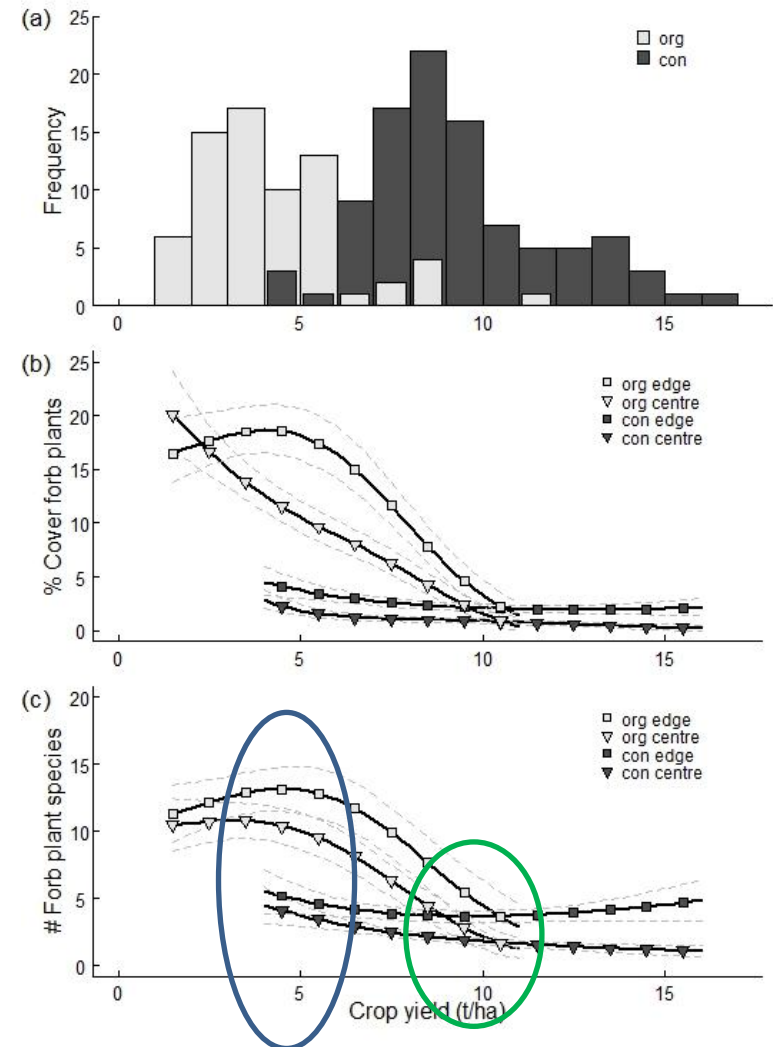 (a)
25
20
15
10
5
0
Frequency
org
con
0 5 10 15
(b)
25
20
15
10
5
0
% Cover forb plants
org edge
org centre
con edge
con centre
0 5 10 15
(c)
20
15
10
5
0
# Forb plant species
org edge
org centre
con edge
con centre
0 5 10 15
Crop yield (t/ha)